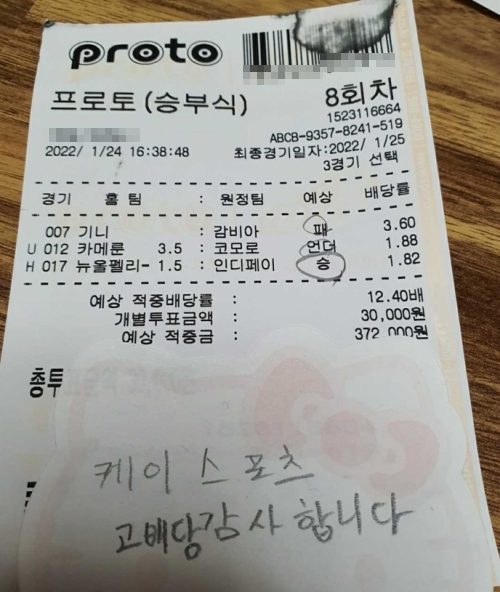 proto
프로토 (승부식)
8회차
1523116664
ABCB-9357-8241-519
2022/ 1/24 16:38:48
최종경기일자:2022/ 1/25
3경기 선택
경기 홈 팀 : 원정팀 예상 배당률
007 기니 : 감비아 패 3.60
U 012 카메룬 3.5 : 코모로 언더 1.88
H 017 뉴올펠리- 1.5 : 인디페이 승 1.82
예상 적중배당률 : 12.40배
개별투표금액 : 30,000원
예상 적중금 : 372,000원
총투
케이 스포츠
고배당감사합니다